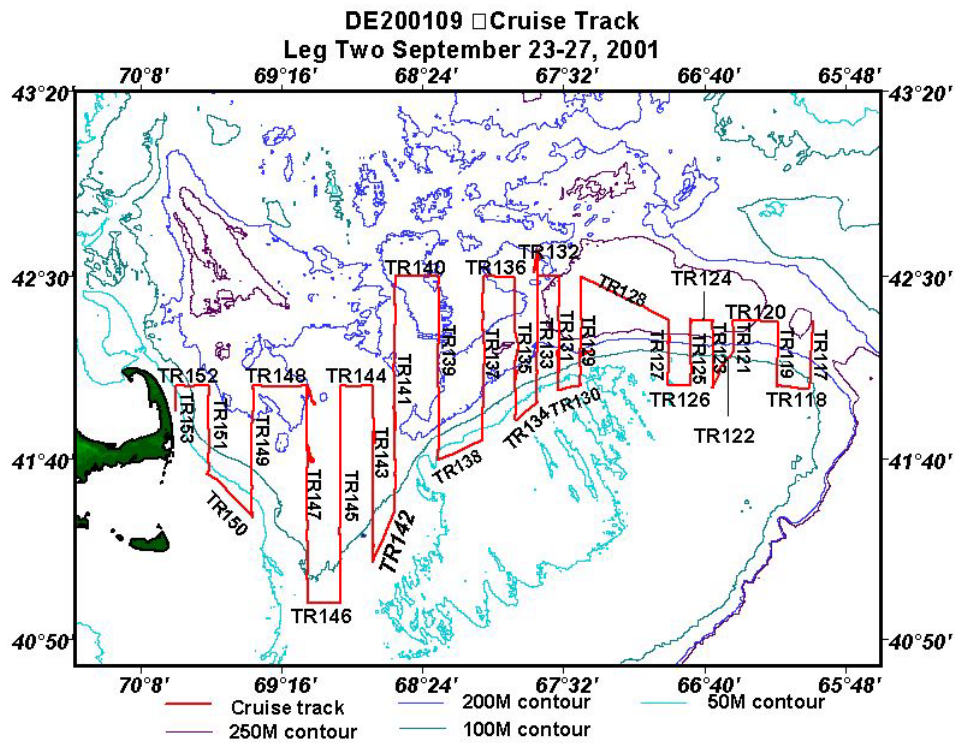 DE200109 □Cruise Track
Leg Two September 23-27, 2001
70°8' 69°16' 68°24' 67°32' 66°40' 65°48'
43°20' 43°20'
TR132
TR140 TR136 TR124
42°30' 42°30'
TR128
TR120
TR139 TR137 TR135 TR133 TR131 TR129 TR127 TR125 TR123 TR121 TR119 TR117
TR152 TR148 TR144 TR141
TR126 TR118
TR134 TR130
TR153 TR151 TR149 TR143
TR122
41°40' 41°40'
TR138
TR147 TR145
TR150 TR142
TR146
40°50' 40°50'
70°8' 69°16' 68°24' 67°32' 66°40' 65°48'
Cruise track 200M contour 50M contour
250M contour 100M contour